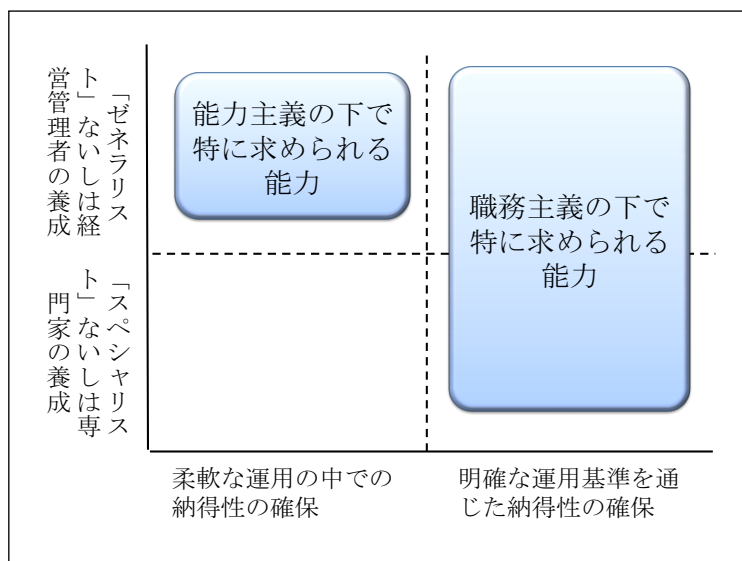 「ゼネラリス
ト」ないしは経
営管理者の養成
能力主義の下で
特に求められる
能力
職務主義の下で
特に求められる
能力
「スペシャリス
ト」ないしは専
門家の養成
柔軟な運用の中での
納得性の確保
明確な運用基準を通
じた納得性の確保